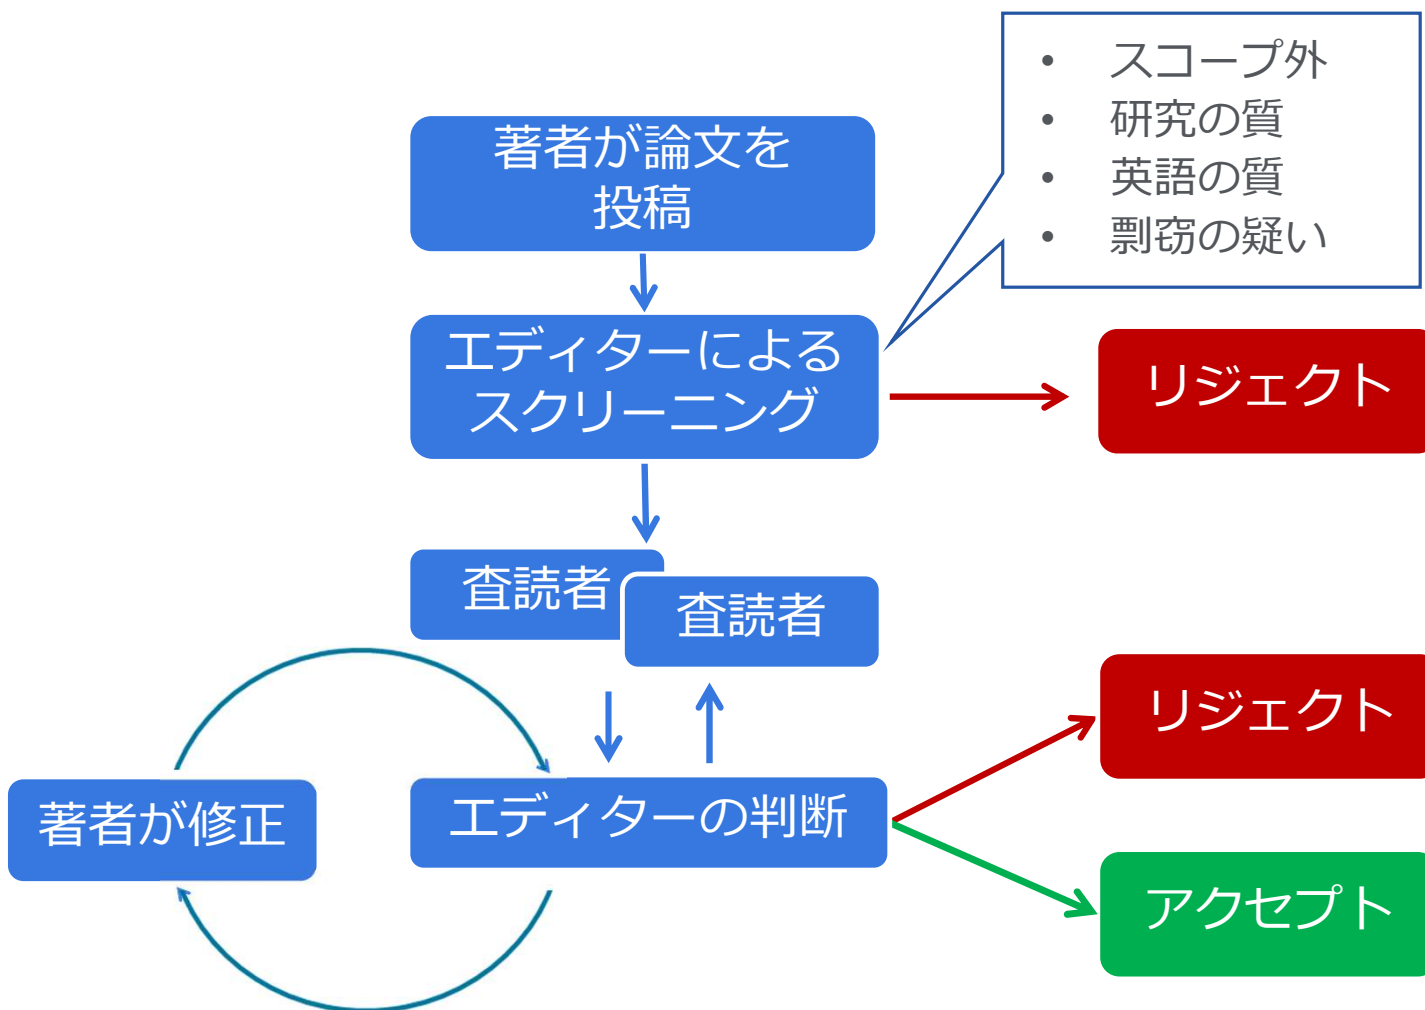 • スコープ外
• 研究の質
• 英語の質
• 剽窃の疑い
著者が論文を
投稿
エディターによる
スクリーニング
リジェクト
査読者
査読者
リジェクト
著者が修正
エディターの判断
アクセプト